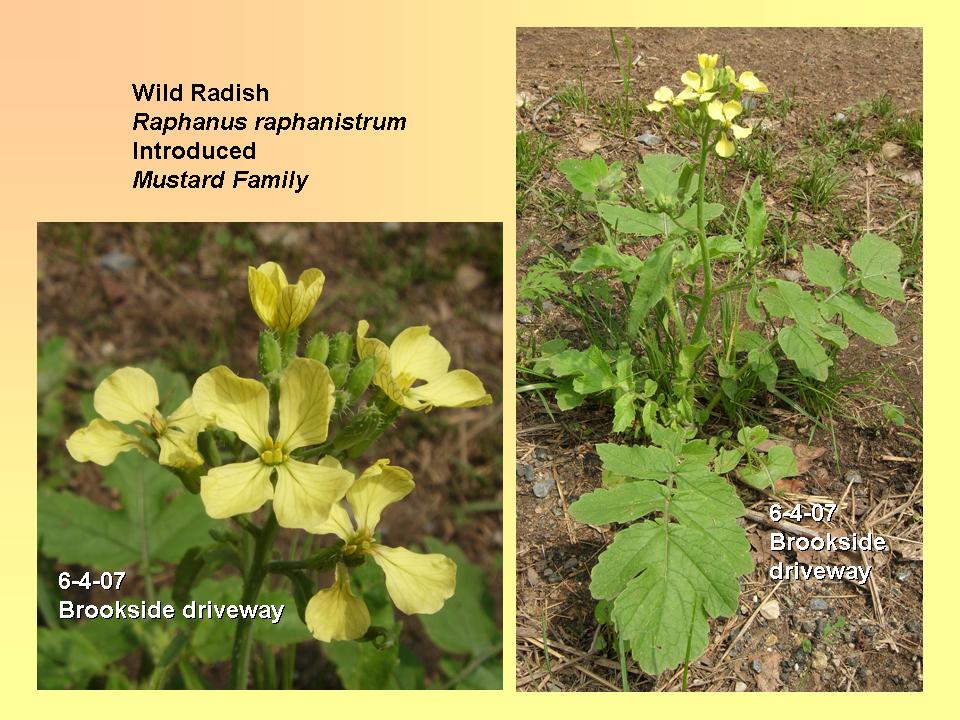 Wild Radish
Raphanus raphanistrum
Introduced
Mustard Family
6-4-07
Brookside driveway
6-4-07
Brookside
driveway